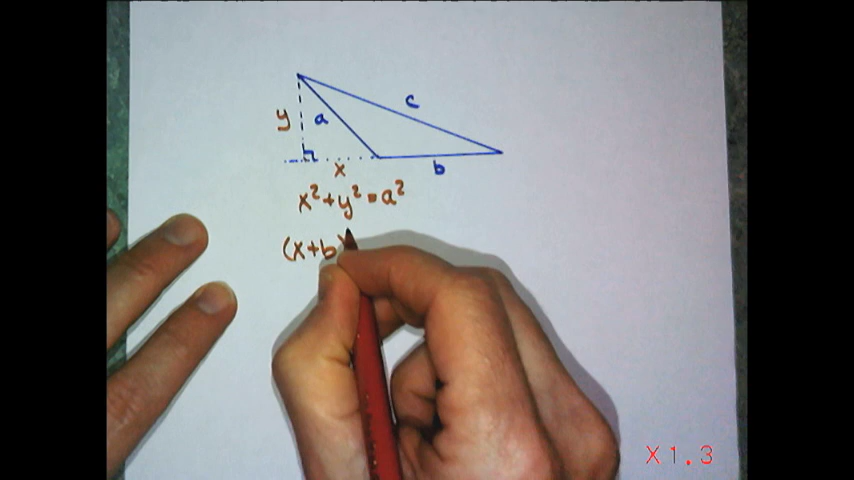 c
y
a
x
b
x²+y²=a²
(x+b)
X1.3